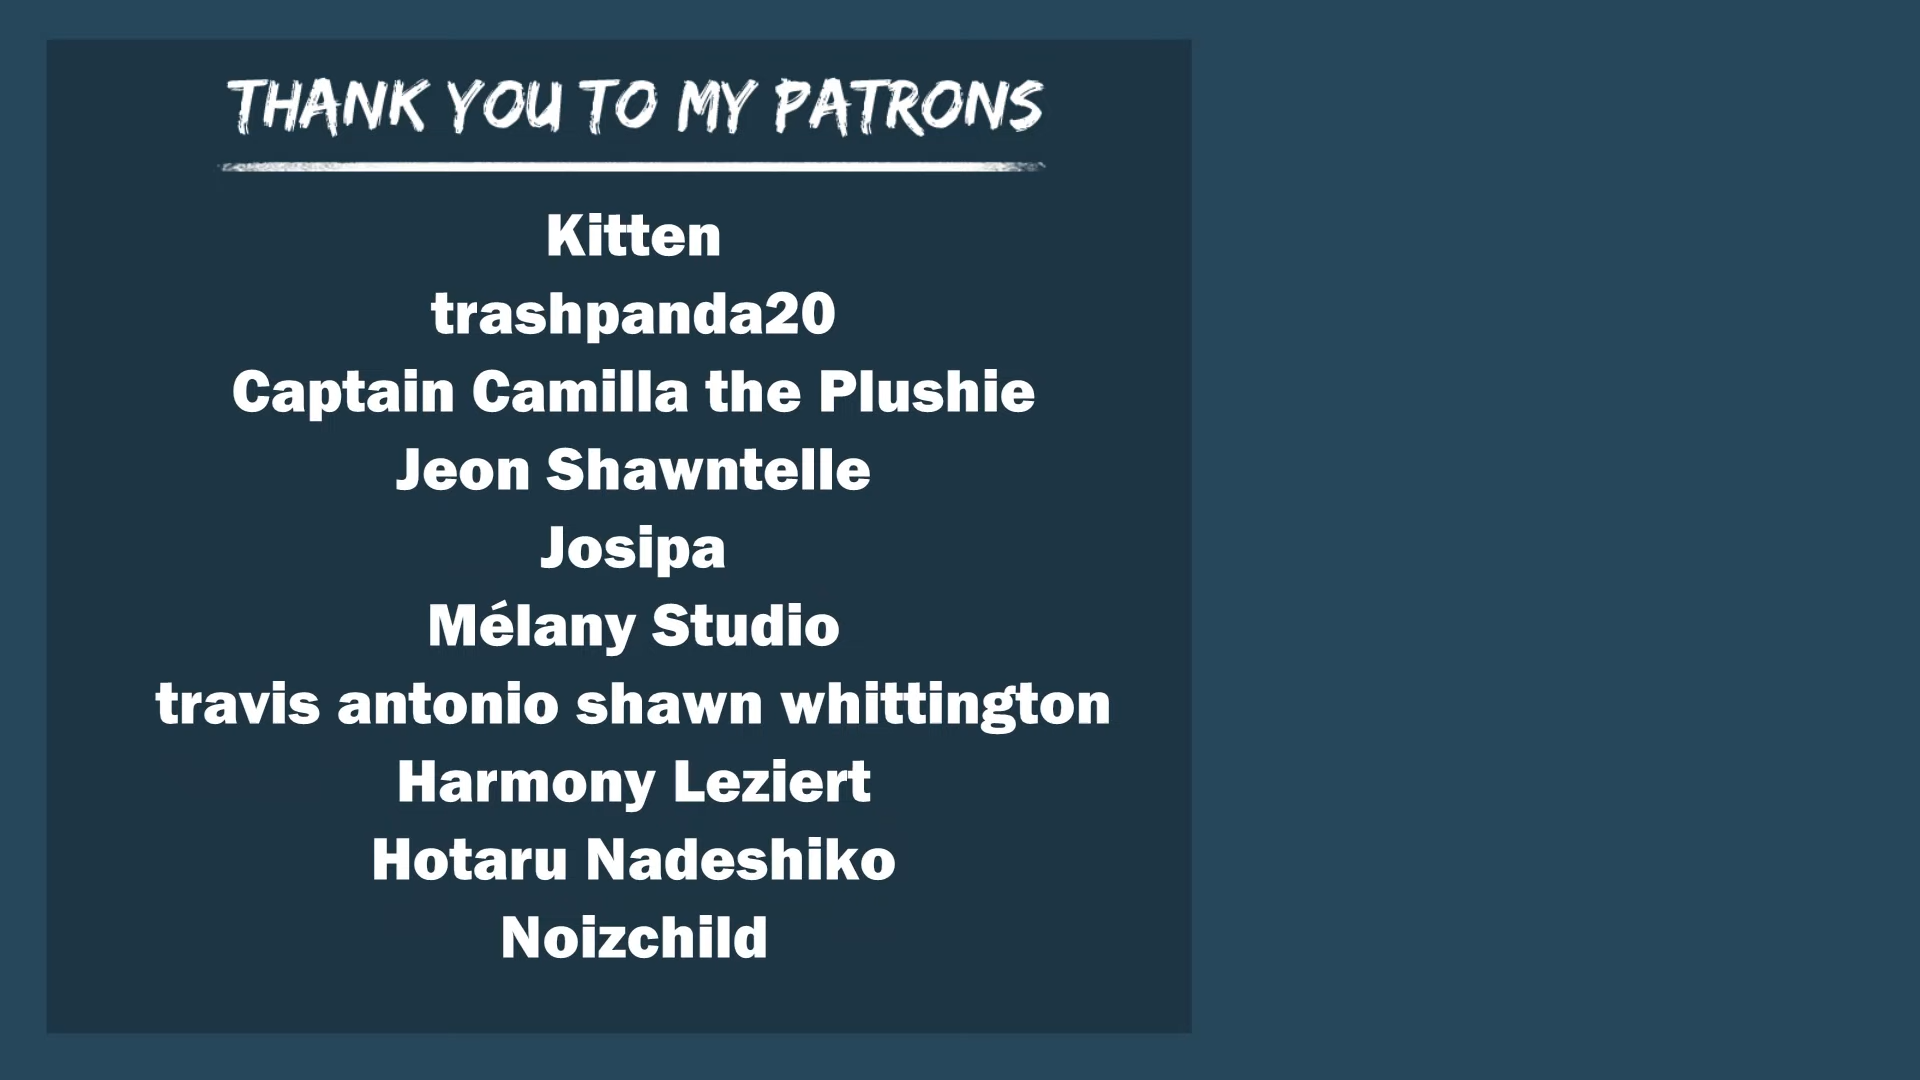 THANK YOU TO MY PATRONS
Kitten
trashpanda20
Captain Camilla the Plushie
Jeon Shawntelle
Josipa
Mélany Studio
travis antonio shawn whittington
Harmony Leziert
Hotaru Nadeshiko
Noizchild